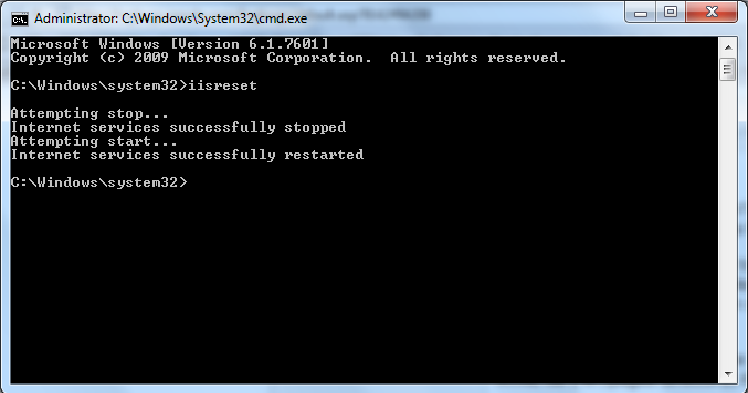 Administrator: C:\Windows\System32\cmd.exe
Microsoft Windows [Version 6.1.7601]
Copyright (c) 2009 Microsoft Corporation.  All rights reserved.
C:\Windows\system32>iisreset
Attempting stop...
Internet services successfully stopped
Attempting start...
Internet services successfully restarted
C:\Windows\system32>